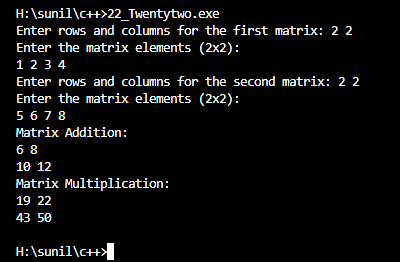 H:\sunil\c++>22_Twentytwo.exe
Enter rows and columns for the first matrix: 2 2
Enter the matrix elements (2x2):
1 2 3 4
Enter rows and columns for the second matrix: 2 2
Enter the matrix elements (2x2):
5 6 7 8
Matrix Addition:
6 8
10 12
Matrix Multiplication:
19 22
43 50
H:\sunil\c++>